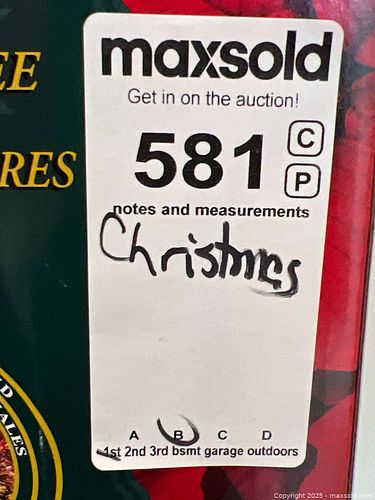 EE
RES
maxsold
Get in on the auction!
581 C
P
notes and measurements
Christmas
A B C D
1st 2nd 3rd bsmt garage outdoors
ALES
Copyright 2025 - maxsold.com